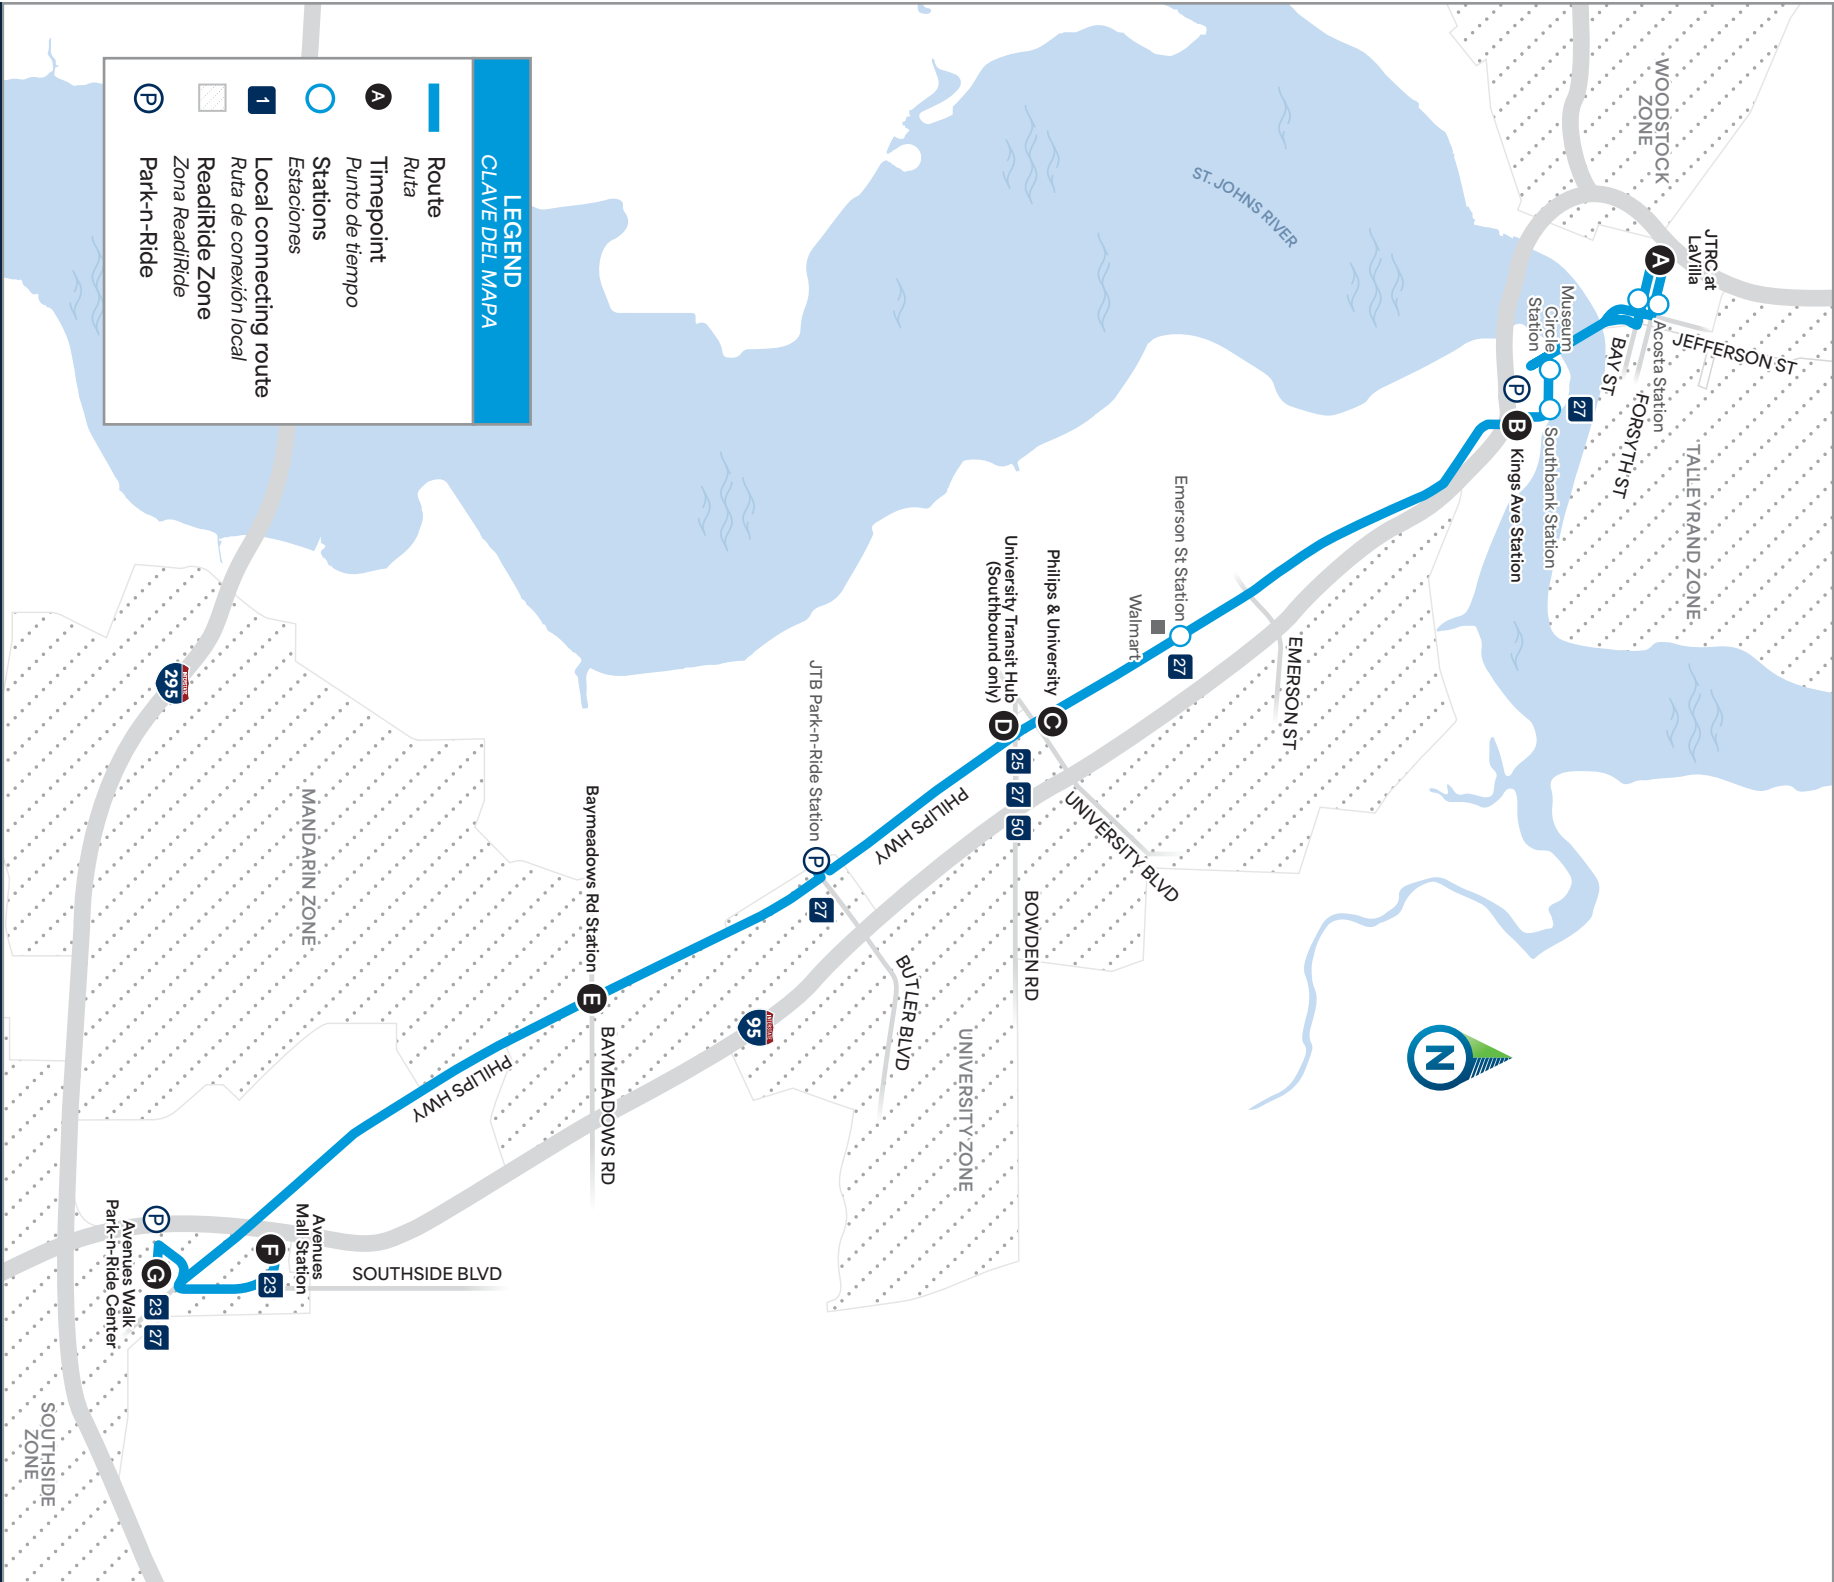 LEGEND
CLAVE DEL MAPA
Route
Ruta
A
Timepoint
Punto de tiempo
Stations
Estaciones
1
Local connecting route
Ruta de conexión local
ReadiRide Zone
Zona ReadiRide
P
Park-n-Ride
WOODSTOCK
ZONE
JTRC at
LaVilla
A
JEFFERSON ST
Acosta Station
BAY ST
FORSYTH ST
TALLEYRAND ZONE
Museum
Circle
Station
27
Southbank Station
P
B
Kings Ave Station
ST. JOHNS RIVER
EMERSON ST
Emerson St Station
27
Walmart
Philips & University
C
University Transit Hub
(Southbound only)
D
25
27
50
UNIVERSITY BLVD
BOWDEN RD
PHILIPS HWY
JTB Park-n-Ride Station
P
27
BUTLER BLVD
UNIVERSITY ZONE
95
Baymeadows Rd Station
E
BAYMEADOWS RD
PHILIPS HWY
MANDARIN ZONE
295
Avenues
Mall Station
F
23
SOUTHSIDE BLVD
P
G
Avenues Walk
Park-n-Ride Center
23
27
SOUTHSIDE
ZONE
N